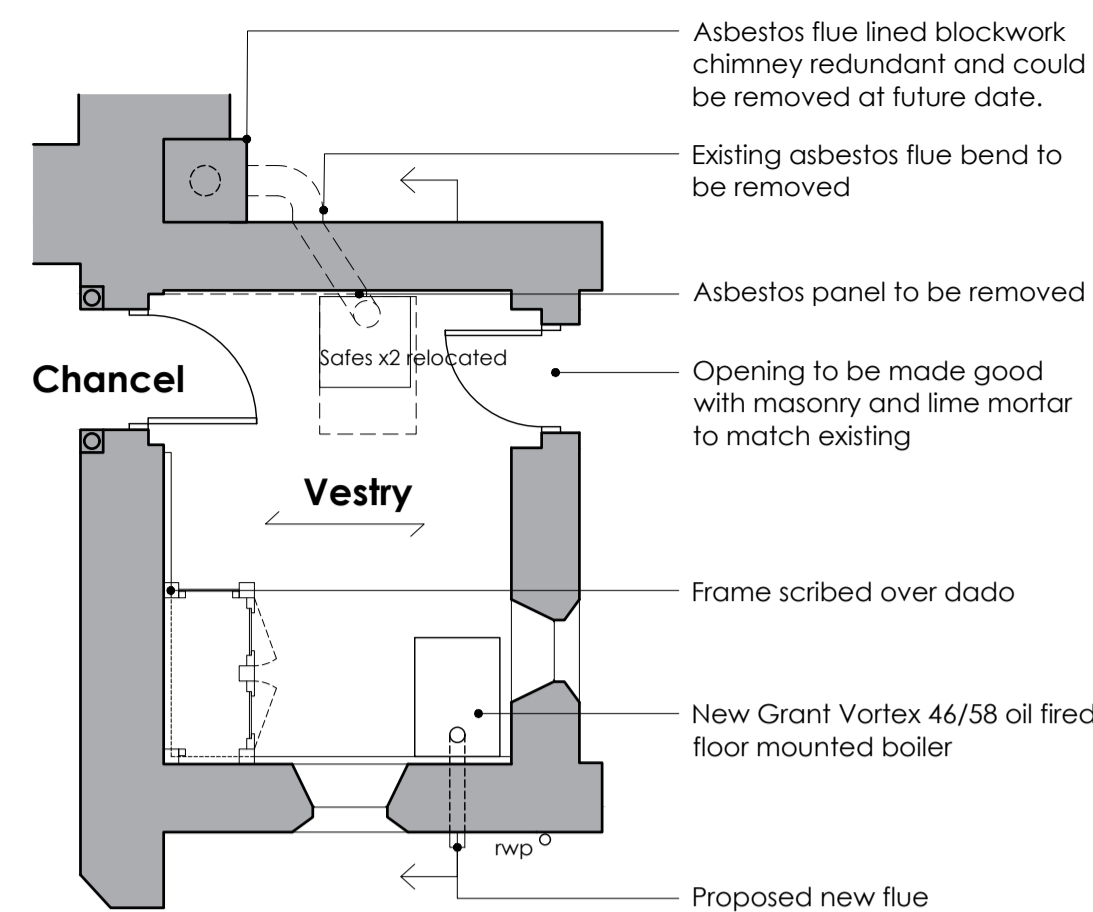 Asbestos flue lined blockwork
chimney redundant and could
be removed at future date.
Existing asbestos flue bend to
be removed
Asbestos panel to be removed
Safes x2 relocated
Chancel
Opening to be made good
with masonry and lime mortar
to match existing
Vestry
Frame scribed over dado
New Grant Vortex 46/58 oil fired
floor mounted boiler
rwp
Proposed new flue